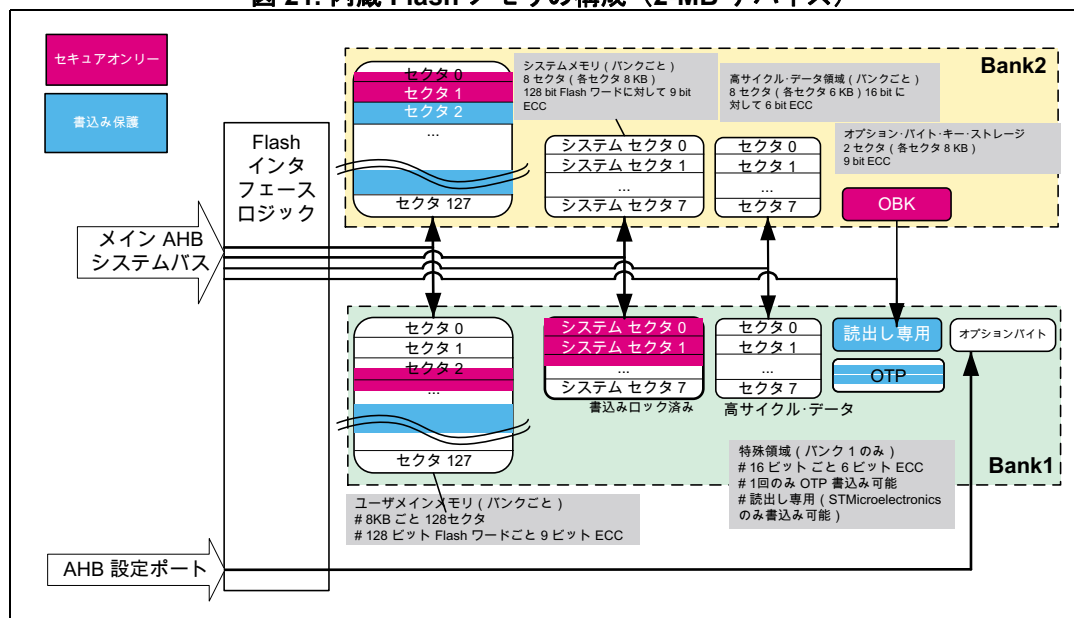 図 21. 内蔵 Flash メモリの構成（2 MB デバイス）
セキュアオンリー
書込み保護
Flash
インタ
フェース
ロジック
メイン AHB
システムバス
AHB 設定ポート
Bank2
セクタ 0
セクタ 1
セクタ 2
...
セクタ 127
システムメモリ ( バンクごと )
8 セクタ ( 各セクタ 8 KB )
128 bit Flash ワードに対して 9 bit
ECC
システム セクタ 0
システム セクタ 1
...
システム セクタ 7
高サイクル･データ領域 ( バンクごと )
8 セクタ ( 各セクタ 6 KB ) 16 bit に
対して 6 bit ECC
セクタ 0
セクタ 1
...
セクタ 7
オプション･バイト･キー･ストレージ
2 セクタ ( 各セクタ 8 KB )
9 bit ECC
OBK
セクタ 0
セクタ 1
セクタ 2
...
セクタ 127
システム セクタ 0
システム セクタ 1
...
システム セクタ 7
書込みロック済み
セクタ 0
セクタ 1
...
セクタ 7
高サイクル･データ
読出し専用
OTP
オプションバイト
特殊領域 ( バンク 1 のみ )
# 16 ビット ごと 6 ビット ECC
# 1回のみ OTP 書込み可能
# 読出し専用 ( STMicroelectronics
のみ書込み可能 )
Bank1
ユーザメインメモリ ( バンクごと )
# 8KB ごと 128セクタ
# 128 ビット Flash ワードごと 9 ビット ECC